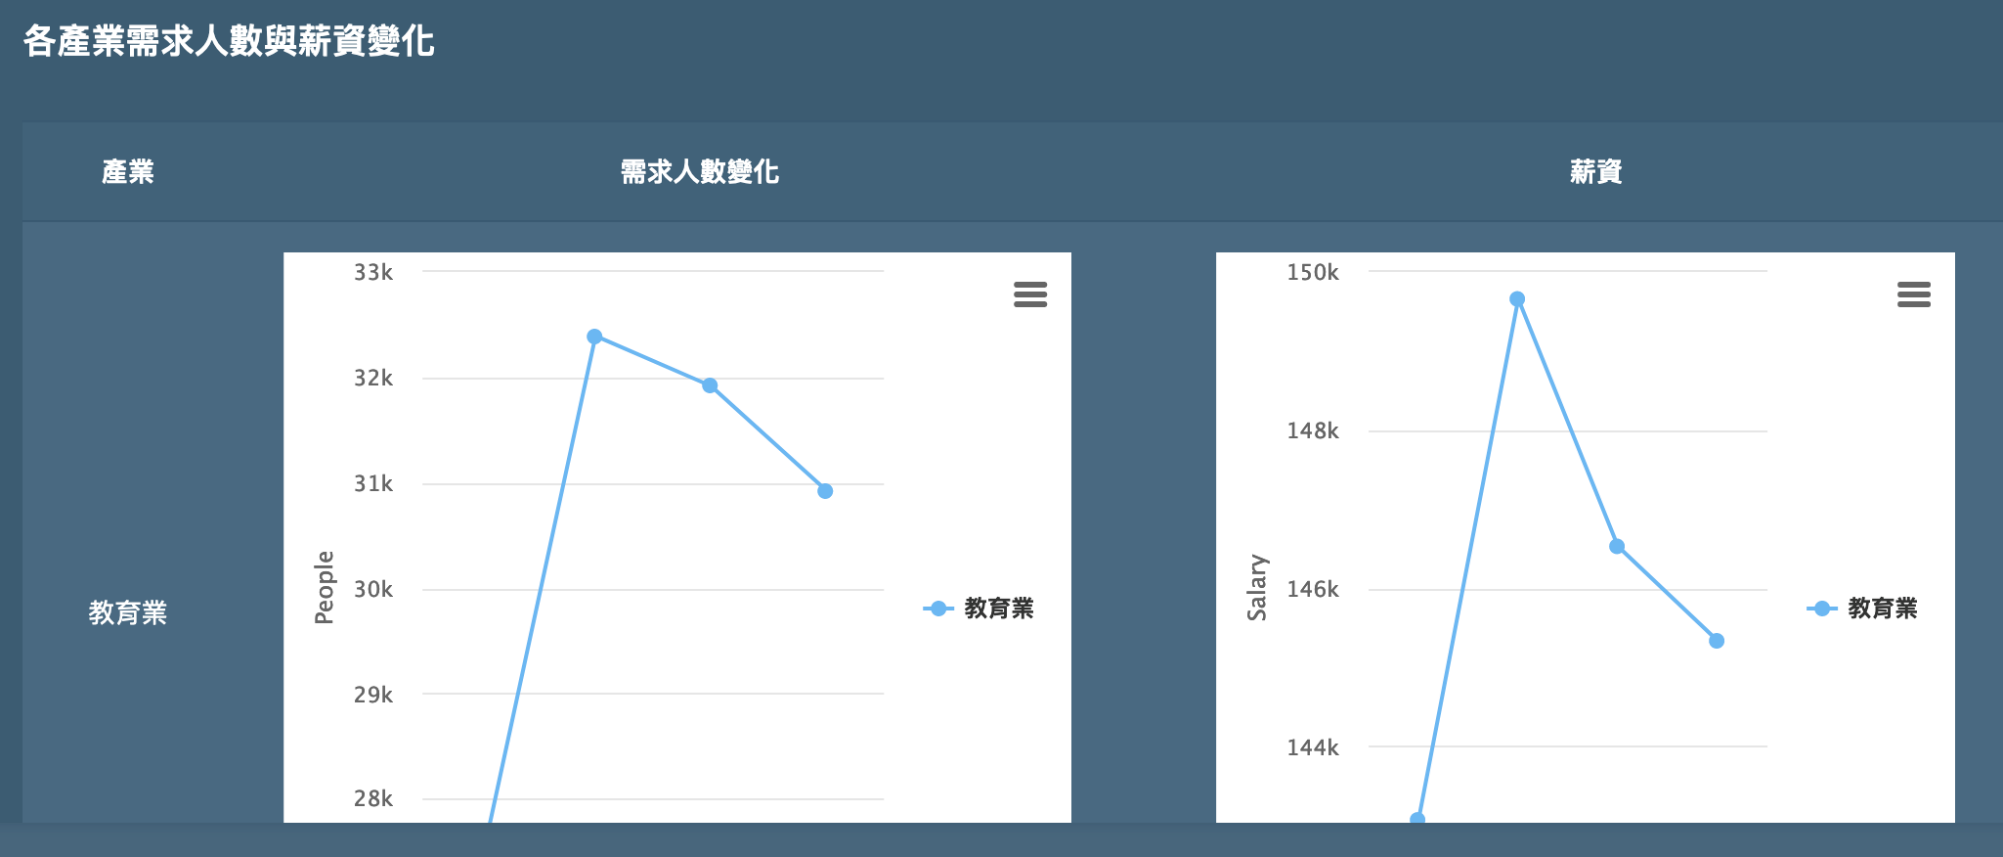 各產業需求人數與薪資變化
產業
需求人數變化
薪資
教育業
33k
32k
31k
30k
29k
28k
People
教育業
150k
148k
146k
144k
Salary
教育業